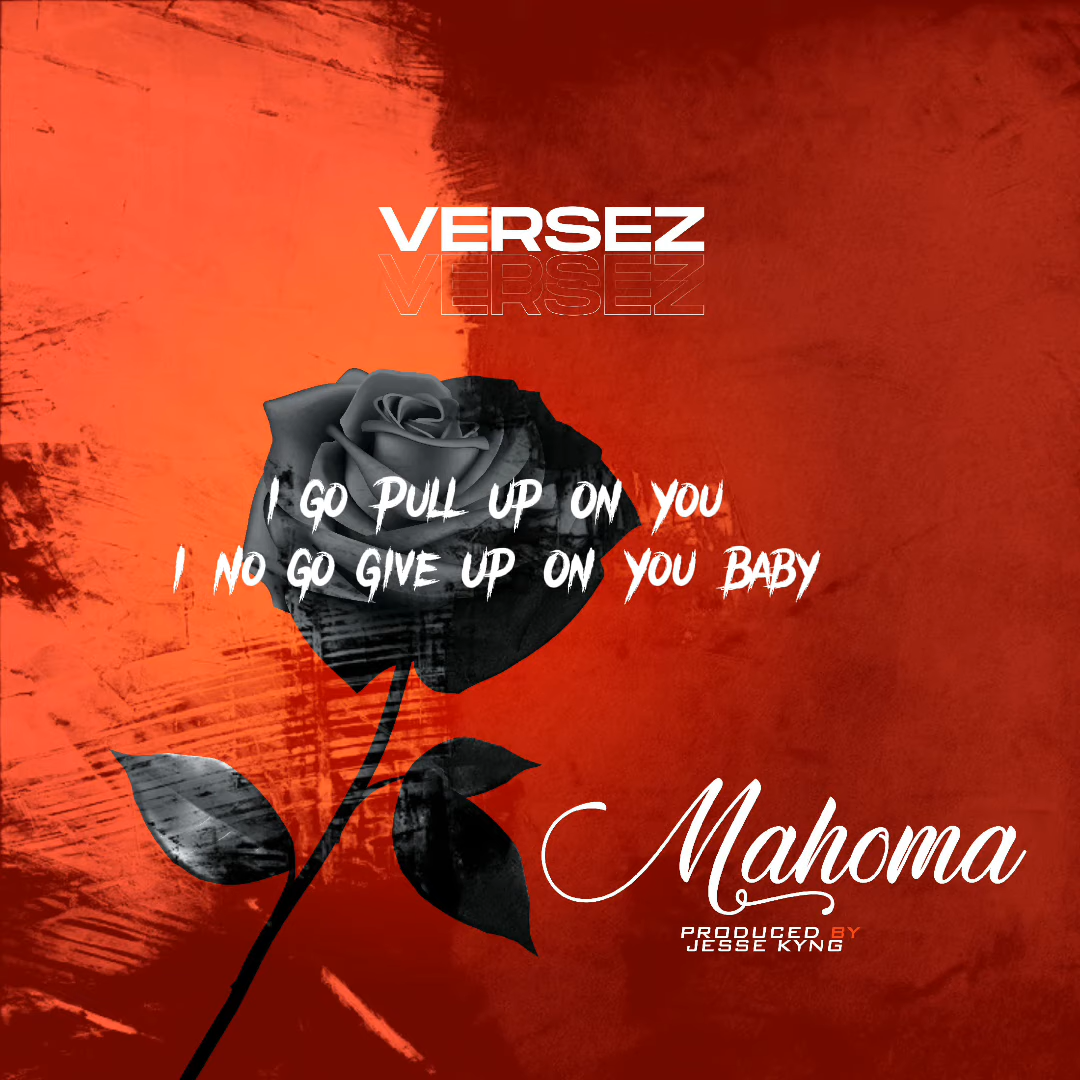 VERSEZ
VERSEZ
I GO PULL UP ON YOU
I NO GO GIVE UP ON YOU BABY
Mahoma
PRODUCED BY
JESSE KYNG